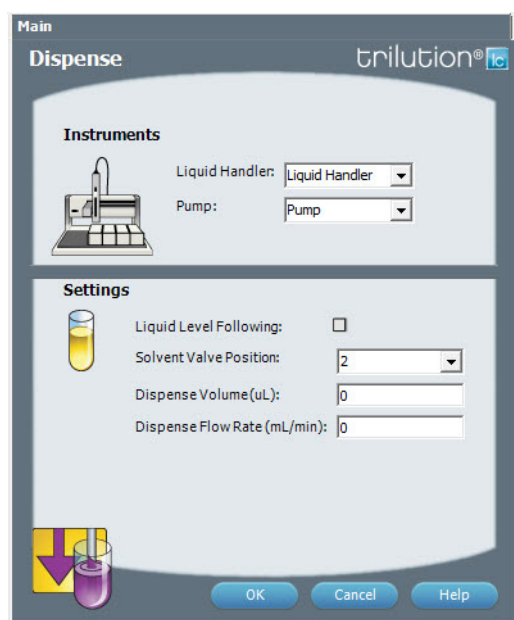 Main
Dispense
trilution® lc
Instruments
Liquid Handler: Liquid Handler
Pump: Pump
Settings
Liquid Level Following:
Solvent Valve Position: 2
Dispense Volume(uL): 0
Dispense Flow Rate (mL/min): 0
OK Cancel Help